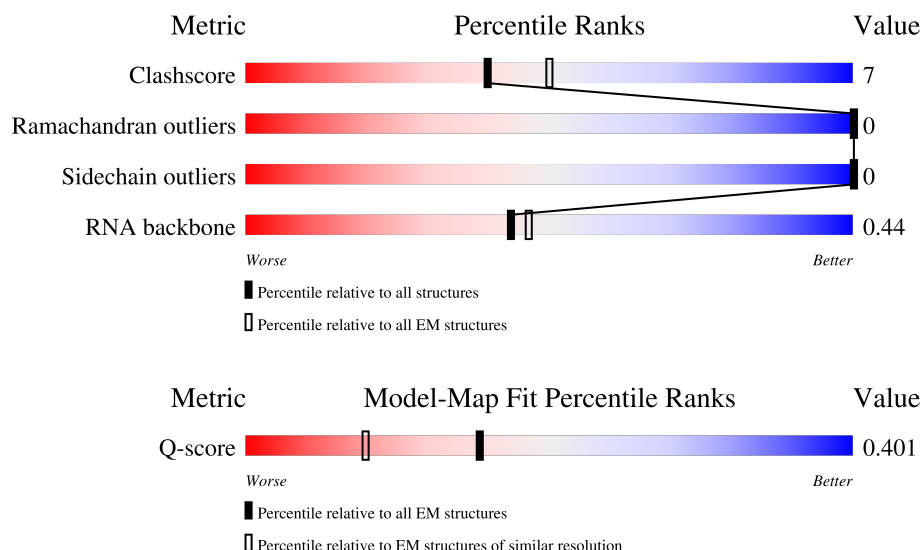 Metric Percentile Ranks Value
Clashscore 7
Ramachandran outliers 0
Sidechain outliers 0
RNA backbone 0.44
Worse Better
Percentile relative to all structures
Percentile relative to all EM structures
Metric Model-Map Fit Percentile Ranks Value
Q-score 0.401
Worse Better
Percentile relative to all EM structures
Percentile relative to EM structures of similar resolution